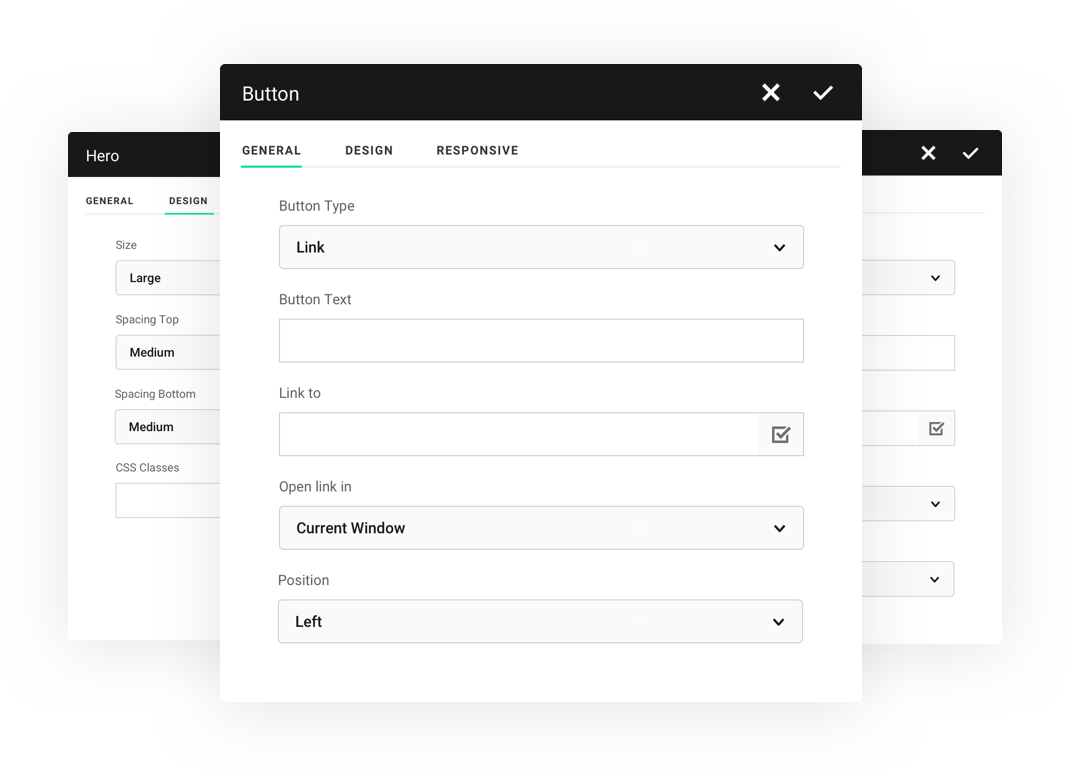 Button
GENERAL DESIGN RESPONSIVE
Button Type
Link
Button Text
Link to
Open link in
Current Window
Position
Left
Hero
GENERAL DESIGN
Size
Large
Spacing Top
Medium
Spacing Bottom
Medium
CSS Classes